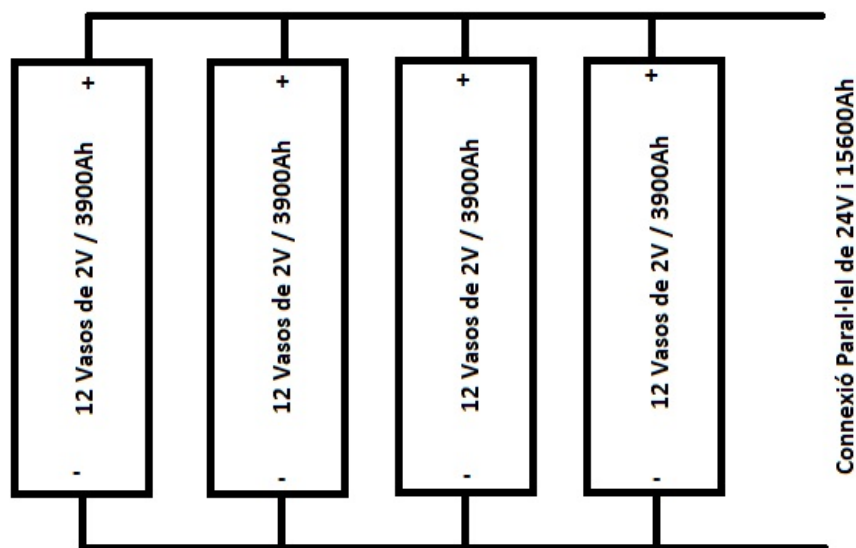 +
12 Vasos de 2V / 3900Ah
-
+
12 Vasos de 2V / 3900Ah
-
+
12 Vasos de 2V / 3900Ah
-
+
12 Vasos de 2V / 3900Ah
-
Connexió Paral·lel de 24V i 15600Ah